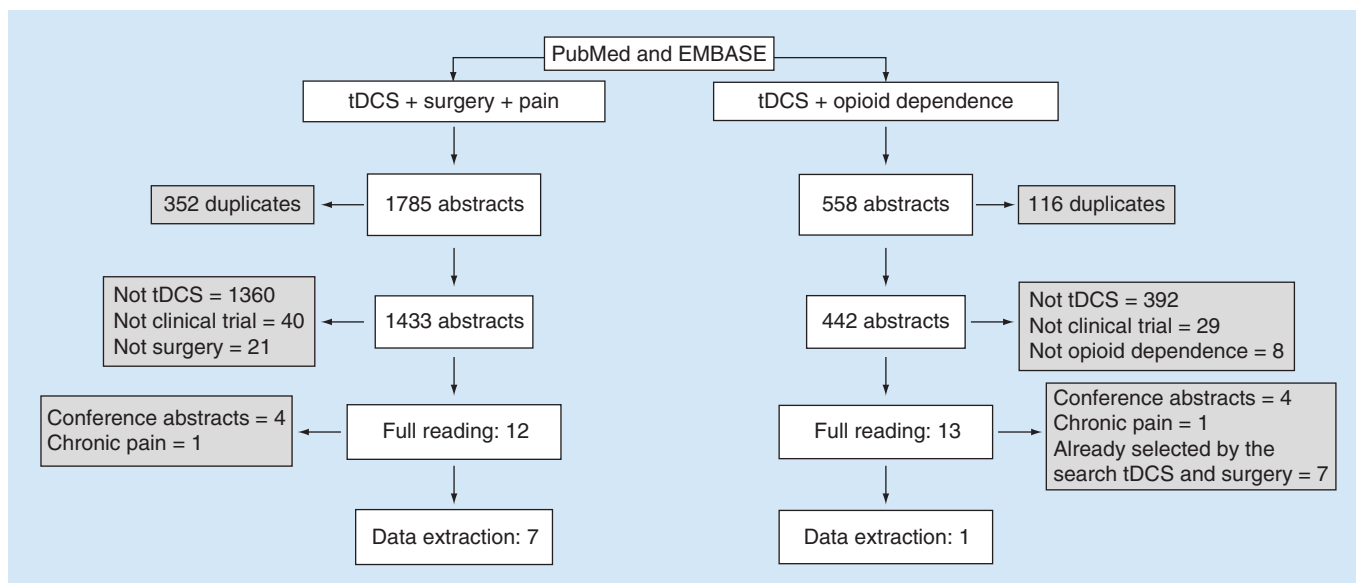 PubMed and EMBASE
tDCS + surgery + pain
tDCS + opioid dependence
352 duplicates
1785 abstracts
558 abstracts
116 duplicates
Not tDCS = 1360
Not clinical trial = 40
Not surgery = 21
1433 abstracts
442 abstracts
Not tDCS = 392
Not clinical trial = 29
Not opioid dependence = 8
Conference abstracts = 4
Chronic pain = 1
Full reading: 12
Full reading: 13
Conference abstracts = 4
Chronic pain = 1
Already selected by the
search tDCS and surgery = 7
Data extraction: 7
Data extraction: 1